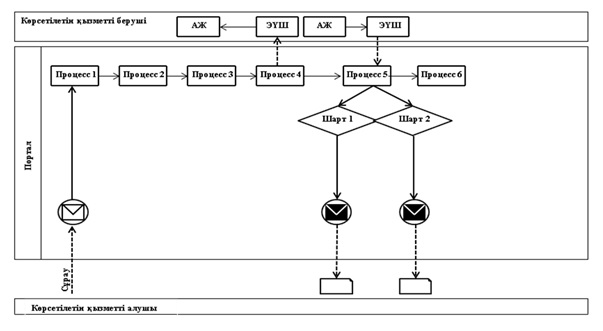 Көрсетілетін қызметті беруші
АЖ ЭҮШ АЖ ЭҮШ
Портал
Процесс 1 Процесс 2 Процесс 3 Процесс 4 Процесс 5 Процесс 6
Шарт 1 Шарт 2
Сұрау
Көрсетілетін қызметті алушы